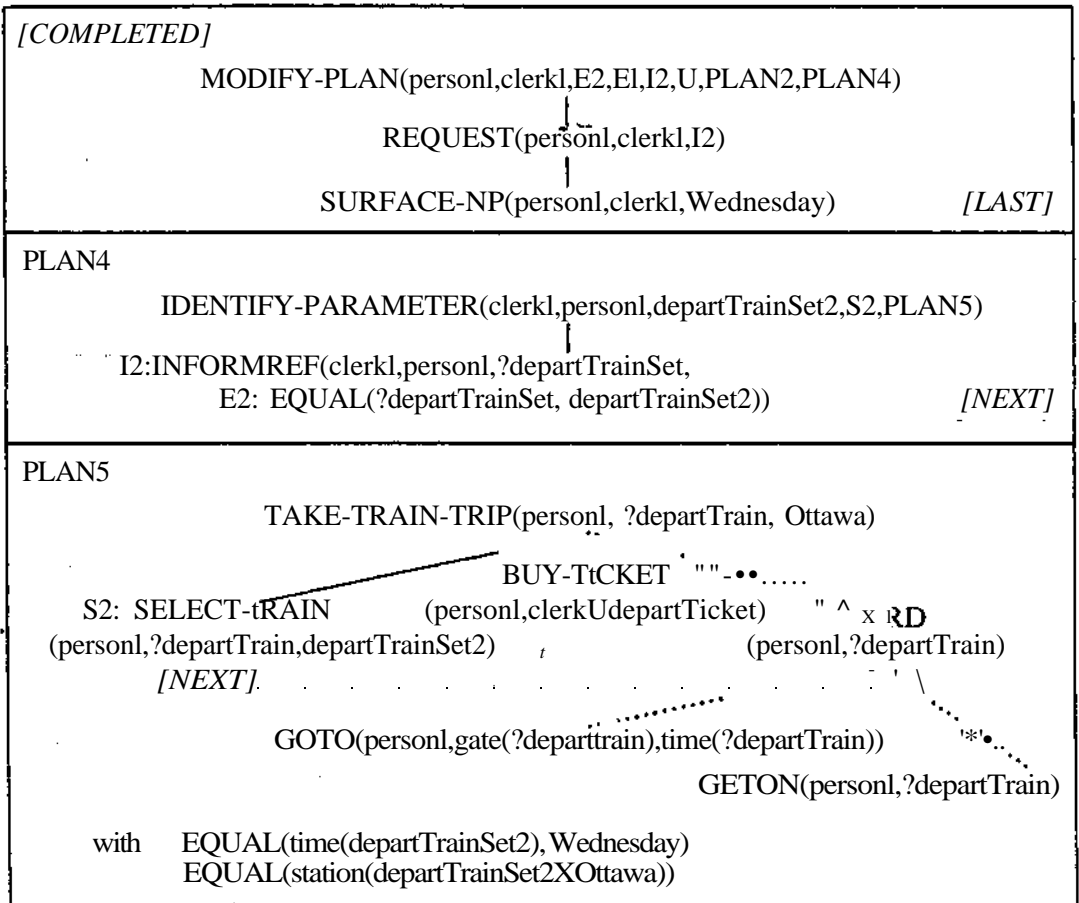 [COMPLETED]
MODIFY-PLAN(personl,clerkl,E2,El,I2,U,PLAN2,PLAN4)
REQUEST(personl,clerkl,I2)
SURFACE-NP(personl,clerkl,Wednesday) [LAST]
PLAN4
IDENTIFY-PARAMETER(clerkl,personl,departTrainSet2,S2,PLAN5)
I2:INFORMREF(clerkl,personl,?departTrainSet,
E2: EQUAL(?departTrainSet, departTrainSet2)) [NEXT]
PLAN5
TAKE-TRAIN-TRIP(personl, ?departTrain, Ottawa)
BUY-TtCKET
S2: SELECT-tRAIN (personl,clerkUdepartTicket) RD
(personl,?departTrain,departTrainSet2) (personl,?departTrain)
[NEXT]
GOTO(personl,gate(?departtrain),time(?departTrain))
GETON(personl,?departTrain)
with EQUAL(time(departTrainSet2),Wednesday)
EQUAL(station(departTrainSet2XOttawa))